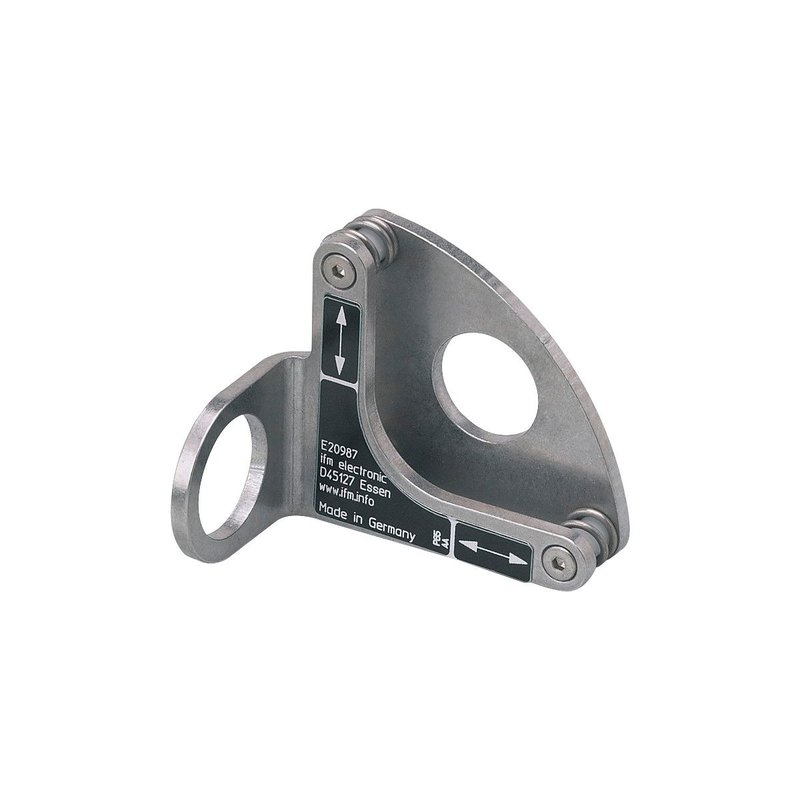 E20987
ifm electronic
D45127 Essen
www.ifm.info
Made in Germany